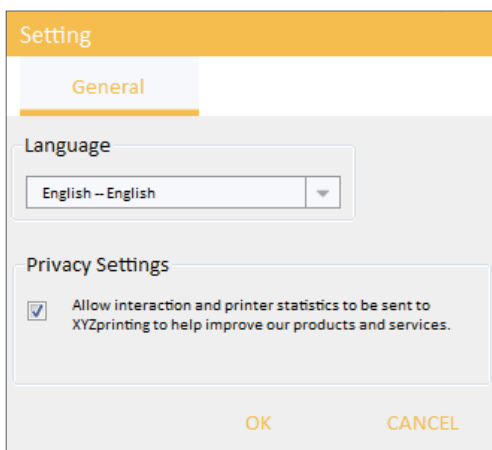 Setting
General
Language
English -- English
Privacy Settings
Allow interaction and printer statistics to be sent to
XYZprinting to help improve our products and services.
OK CANCEL